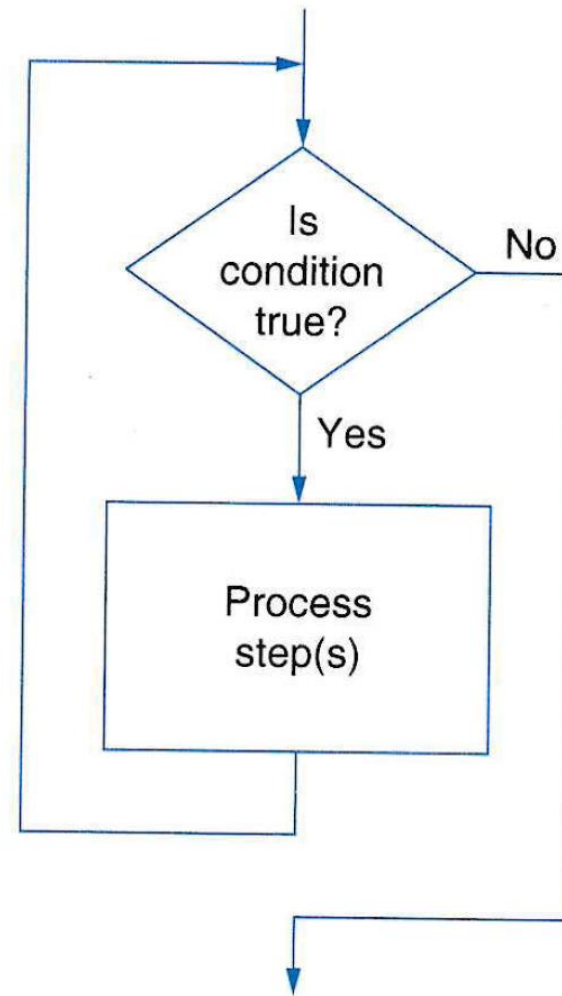 Is
condition
true?
No
Yes
Process
step(s)